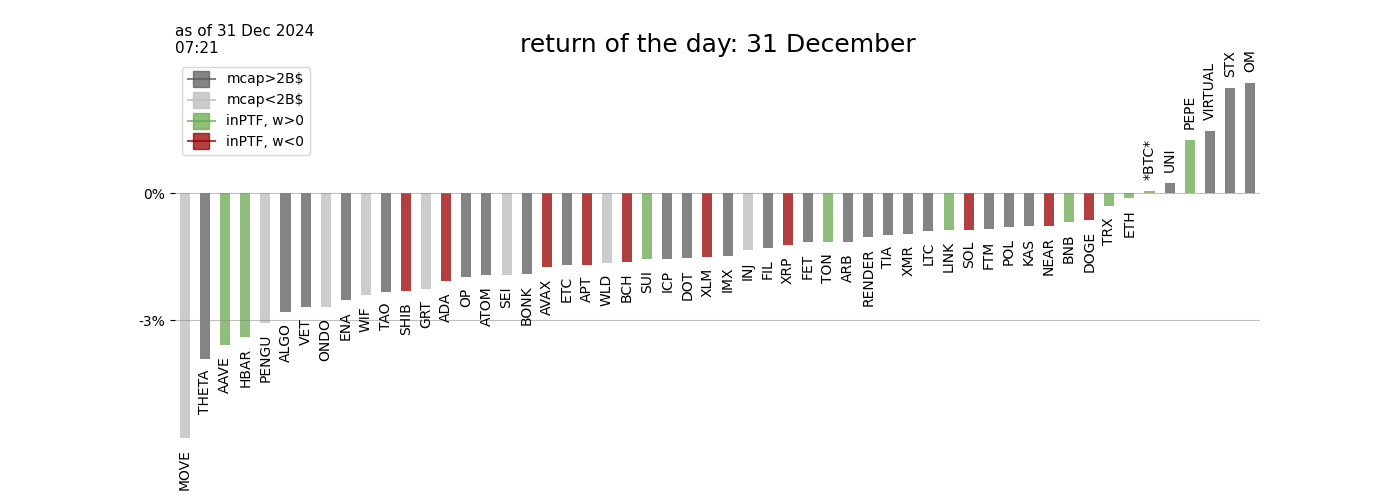 as of 31 Dec 2024
07:21
return of the day: 31 December
mcap>2B$
mcap<2B$
inPTF, w>0
inPTF, w<0
0%
-3%
MOVE
THETA
AAVE
HBAR
PENGU
ALGO
VET
ONDO
ENA
WIF
TAO
SHIB
GRT
ADA
OP
ATOM
SEI
BONK
AVAX
ETC
APT
WLD
BCH
SUI
ICP
DOT
XLM
IMX
INJ
FIL
XRP
FET
TON
ARB
RENDER
TIA
XMR
LTC
LINK
SOL
FTM
POL
KAS
NEAR
BNB
DOGE
TRX
ETH
*BTC*
UNI
PEPE
VIRTUAL
STX
OM